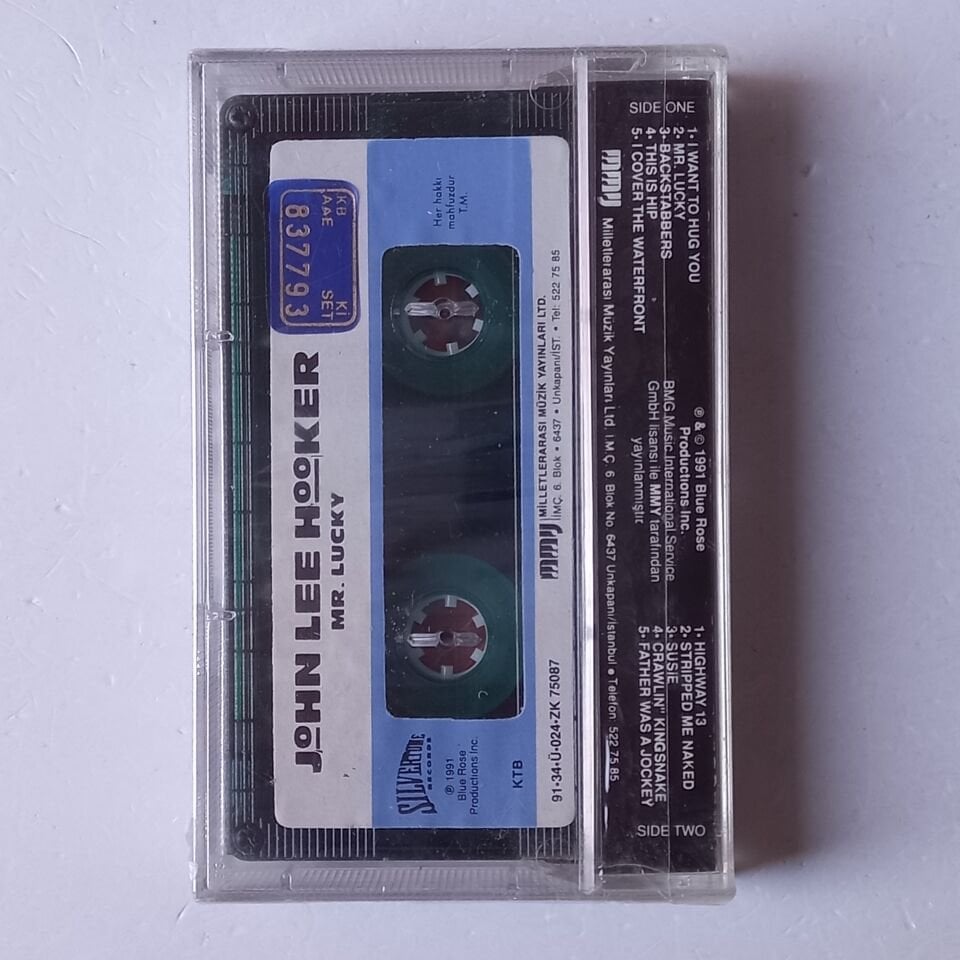 JOHN LEE HOOKER
MR. LUCKY
KB
AAE
Kİ
SET
837793
Her hakkı
mahfuzdur
T.M.
SILVERTONE
RECORDS
℗ 1991
Blue Rose
Productions Inc.
KTB
mmy MİLLETLERARASI MÜZİK YAYINLARI LTD.
İMÇ. 6. Blok • 6437 • Unkapanı/İST. • Tel: 522 75 85
91-34-Ü-024-ZK 75087
SIDE ONE
1• I WANT TO HUG YOU
2• MR. LUCKY
3• BACKSTABBERS
4• THIS IS HIP
5• I COVER THE WATERFRONT
℗ & © 1991 Blue Rose
Productions Inc.
BMG Music International Service
GmbH lisansı ile MMY tarafından
yayınlanmıştır
1• HIGHWAY 13
2• STRIPPED ME NAKED
3• SUSIE
4• CRAWLIN" KINGSNAKE
5• FATHER WAS A JOCKEY
SIDE TWO
mmy Milletlerarası Müzik Yayınları Ltd. İ.M.Ç. 6 Blok No. 6437 Unkapanı/İstanbul • Telefon: 522 75 85